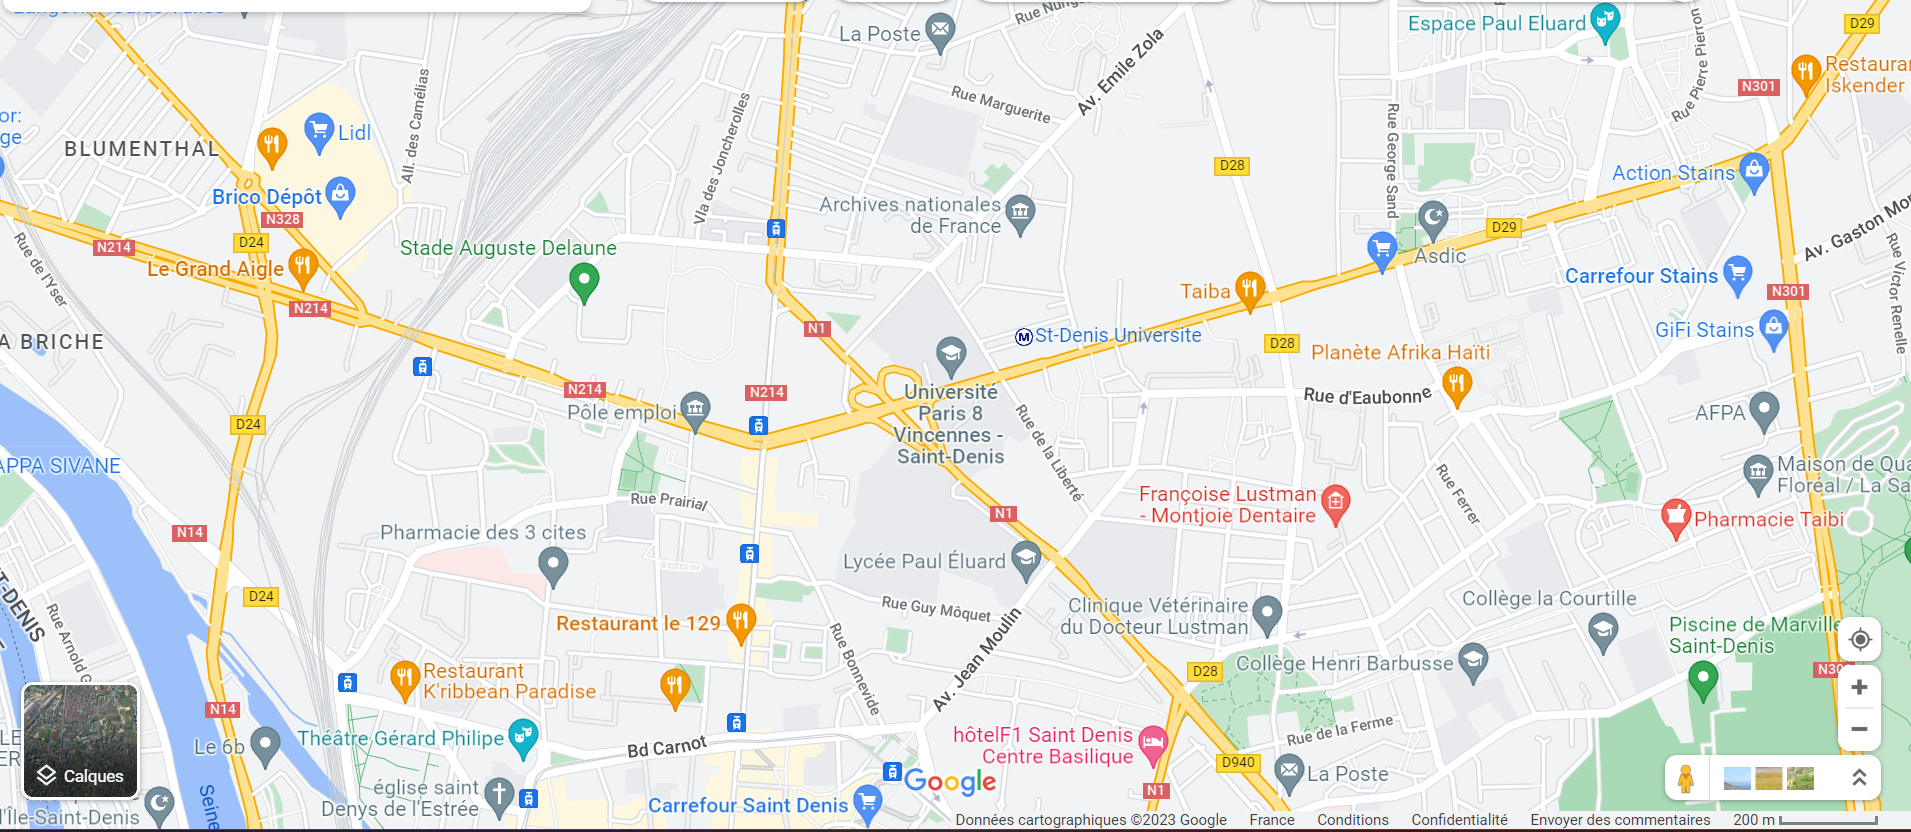 La Poste
Rue Marguerite
Av. Emile Zola
Espace Paul Eluard
D29
Rue Pierre Pieron
N301
Restauran
Iskender
or:
ge
BLUMENTHAL
Lidl
All. des Camélias
Via des Joncherolles
Rue George Sand
D28
Brico Dépôt
N328
Archives nationales
de France
Action Stains
N214
D24
Stade Auguste Delaune
D29
Asdic
Av. Gaston Mon
Rue de l'Yser
Le Grand Aigle
Rue Victor Renelle
Carrefour Stains
N214
Taiba
N301
A BRICHE
N1
St-Denis Universite
D28
GiFi Stains
Planète Afrika Haïti
N214
N214
Université
Paris 8
Vincennes -
Saint-Denis
Rue d'Eaubonne
Pôle emploi
D24
AFPA
Rue de la Liberté
APPA SIVANE
Maison de Qua
Floréal / La Sa
Rue Prairial
Françoise Lustman
- Montjoie Dentaire
Rue Ferrer
N1
Pharmacie Taibi
N14
Pharmacie des 3 cites
Lycée Paul Éluard
D24
T-DENIS
Rue Arnold G
Rue Guy Môquet
Clinique Vétérinaire
du Docteur Lustman
Collège la Courtille
Restaurant le 129
Piscine de Marville
Saint-Denis
Rue Bonnevide
Av. Jean Moulin
D28
Collège Henri Barbusse
N30
Restaurant
K'ribbean Paradise
N14
Le 6b
Théâtre Gérard Philipe
Bd Carnot
hôtelF1 Saint Denis
Centre Basilique
Rue de la Ferme
D940
La Poste
Calques
Google
église saint
Denys de l'Estrée
Seine
Carrefour Saint Denis
N1
l'Île-Saint-Denis
Données cartographiques ©2023 Google France Conditions Confidentialité Envoyer des commentaires 200 m